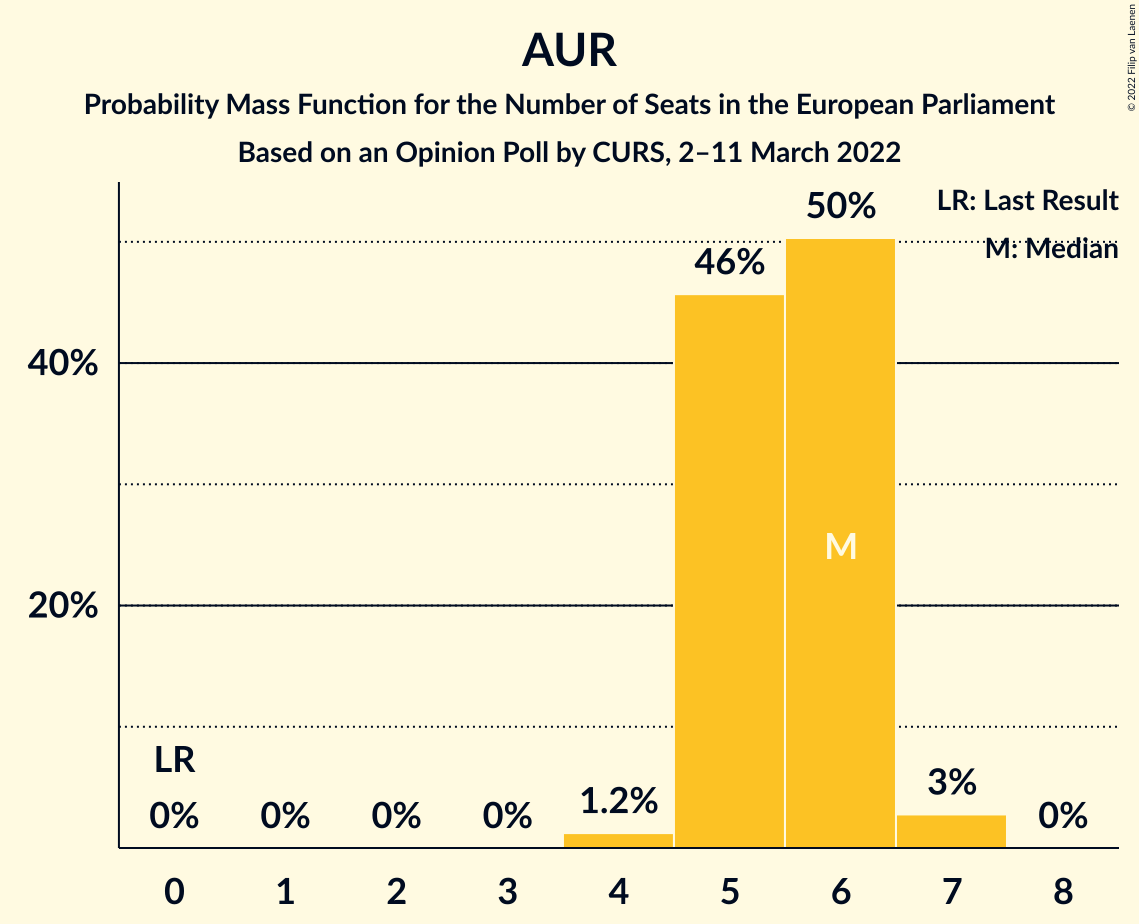 AUR
Probability Mass Function for the Number of Seats in the European Parliament
Based on an Opinion Poll by CURS, 2–11 March 2022
© 2022 Filip van Laenen
LR: Last Result
M: Median
50%
46%
40%
M
20%
LR
0%
0%
0%
0%
1.2%
3%
0%
0 1 2 3 4 5 6 7 8